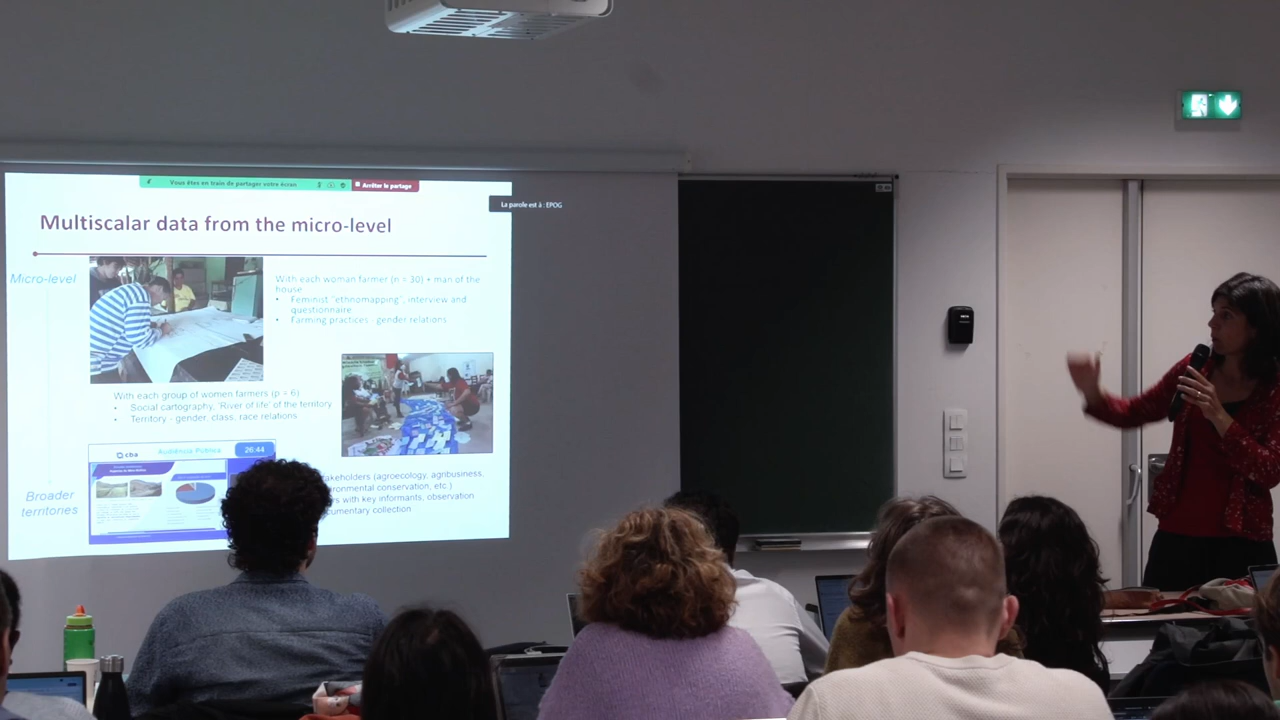 Vous êtes en train de partager votre écran
Arrêter le partage
La parole est à : EPOG
Multiscalar data from the micro-level
Micro-level
With each woman farmer (n = 30) + man of the
house
• Feminist "ethnomapping", interview and
questionnaire
• Farming practices - gender relations
With each group of women farmers (p = 6)
• Social cartography, 'River of life' of the territory
• Territory - gender, class, race relations
cba
Audiência Pública
26:44
Broader
territories
takeholders (agroecology, agribusiness,
ronmental conservation, etc.)
rs with key informants, observation
cumentary collection